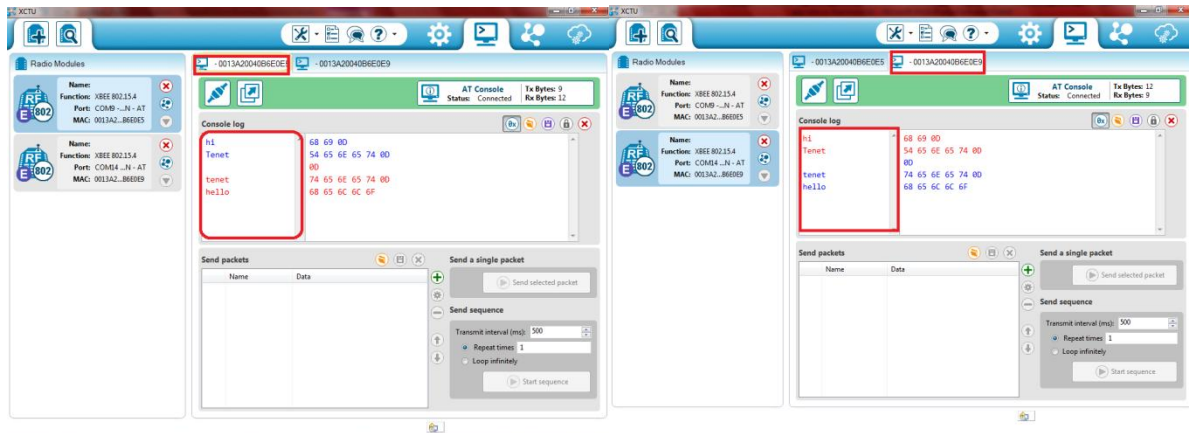 XCTU
Radio Modules
Name:
Function: XBEE 802.15.4
Port: COM9 -...N - AT
MAC: 0013A2...B6E0E5
RF
E 802
Name:
Function: XBEE 802.15.4
Port: COM14 ...N - AT
MAC: 0013A2...B6E0E9
RF
E 802
- 0013A20040B6E0E5
- 0013A20040B6E0E9
AT Console
Status: Connected
Tx Bytes: 9
Rx Bytes: 12
Console log
hi 68 69 0D
Tenet 54 65 6E 65 74 0D
0D
tenet 74 65 6E 65 74 0D
hello 68 65 6C 6C 6F
Send packets
Name Data
Send a single packet
Send selected packet
Send sequence
Transmit interval (ms): 500
Repeat times 1
Loop infinitely
Start sequence
XCTU
Radio Modules
Name:
Function: XBEE 802.15.4
Port: COM9 -...N - AT
MAC: 0013A2...B6E0E5
RF
E 802
Name:
Function: XBEE 802.15.4
Port: COM14 ...N - AT
MAC: 0013A2...B6E0E9
RF
E 802
- 0013A20040B6E0E5
- 0013A20040B6E0E9
AT Console
Status: Connected
Tx Bytes: 12
Rx Bytes: 9
Console log
hi 68 69 0D
Tenet 54 65 6E 65 74 0D
0D
tenet 74 65 6E 65 74 0D
hello 68 65 6C 6C 6F
Send packets
Name Data
Send a single packet
Send selected packet
Send sequence
Transmit interval (ms): 500
Repeat times 1
Loop infinitely
Start sequence